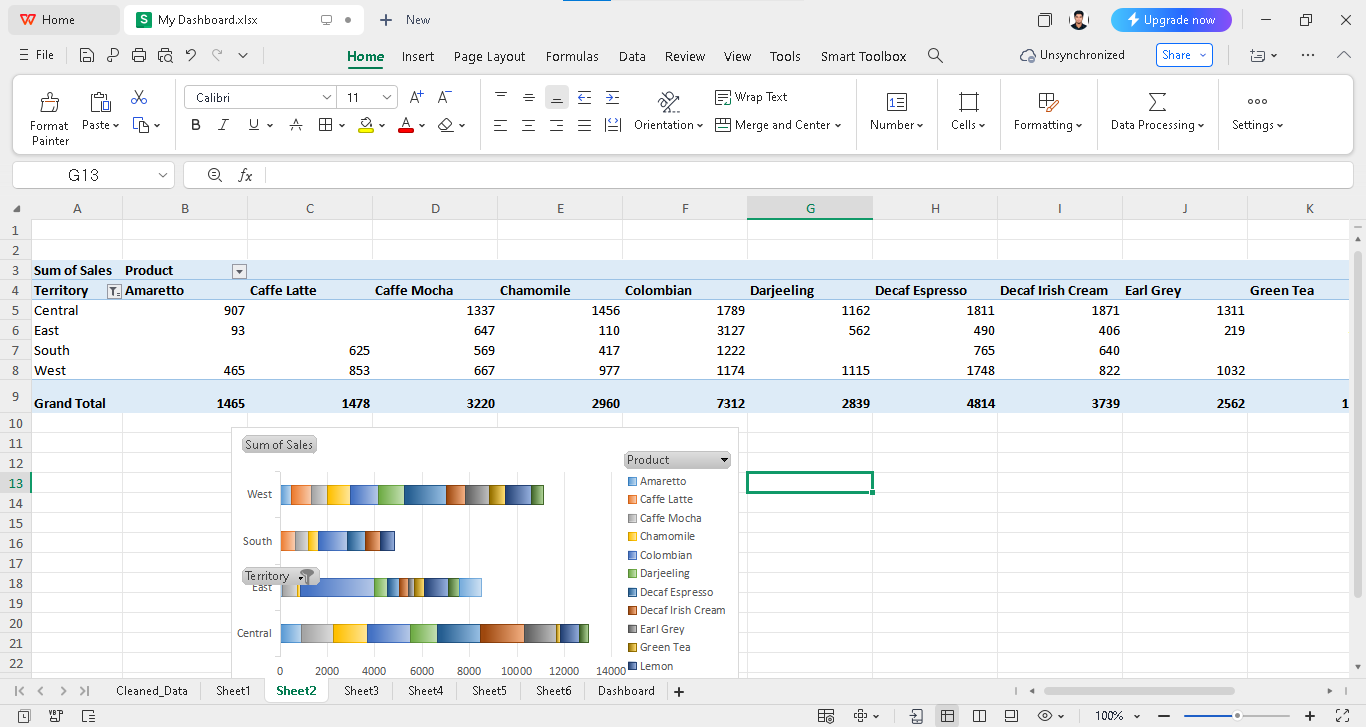 Home My Dashboard.xlsx New Upgrade now
File Home Insert Page Layout Formulas Data Review View Tools Smart Toolbox Unsynchronized Share
Format Painter Paste Calibri 11 Orientation Wrap Text Merge and Center Number Cells Formatting Data Processing Settings
G13 fx
A B C D E F G H I J K
1
2
3 Sum of Sales Product
4 Territory Amaretto Caffe Latte Caffe Mocha Chamomile Colombian Darjeeling Decaf Espresso Decaf Irish Cream Earl Grey Green Tea
5 Central 907 1337 1456 1789 1162 1811 1871 1311
6 East 93 647 110 3127 562 490 406 219
7 South 625 569 417 1222 765 640
8 West 465 853 667 977 1174 1115 1748 822 1032
9 Grand Total 1465 1478 3220 2960 7312 2839 4814 3739 2562 1
10
11 Sum of Sales
12 Product
13 Amaretto
14 West Caffe Latte
15 Caffe Mocha
16 South Chamomile
17 Colombian
18 Territory Darjeeling
19 East Decaf Espresso
20 Decaf Irish Cream
21 Central Earl Grey
Green Tea
22 0 2000 4000 6000 8000 10000 12000 14000 Lemon
Cleaned_Data Sheet1 Sheet2 Sheet3 Sheet4 Sheet5 Sheet6 Dashboard
100%